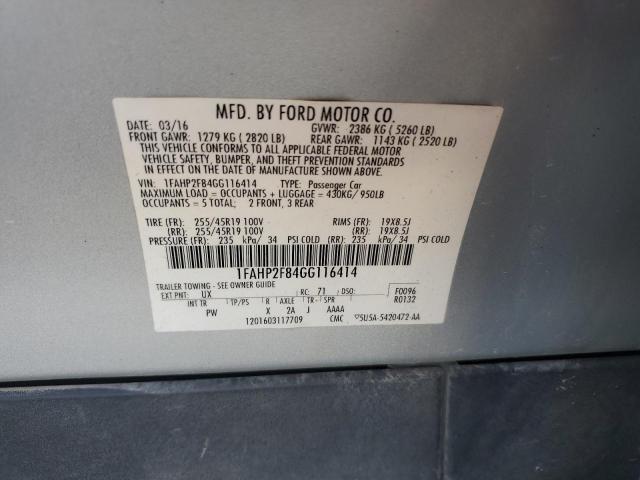 MFD. BY FORD MOTOR CO.
DATE: 03/16 GVWR: 2386 KG ( 5260 LB)
FRONT GAWR: 1279 KG ( 2820 LB) REAR GAWR: 1143 KG ( 2520 LB)
THIS VEHICLE CONFORMS TO ALL APPLICABLE FEDERAL MOTOR
VEHICLE SAFETY, BUMPER, AND THEFT PREVENTION STANDARDS
IN EFFECT ON THE DATE OF MANUFACTURE SHOWN ABOVE.
VIN: 1FAHP2F84GG116414 TYPE: Passenger Car
MAXIMUM LOAD = OCCUPANTS + LUGGAGE = 430KG/ 950LB
OCCUPANTS = 5 TOTAL; 2 FRONT, 3 REAR
TIRE (FR): 255/45R19 100V RIMS (FR): 19X8.5J
(RR): 255/45R19 100V (RR): 19X8.5J
PRESSURE (FR): 235 kPa/ 34 PSI COLD (RR): 235 kPa/ 34 PSI COLD
1FAHP2F84GG116414
TRAILER TOWING - SEE OWNER GUIDE F0096
EXT PNT: UX RC: 71 DSO: R0132
INT TR TP/PS R AXLE TR SPR
PW X 2A J AAAA
1201603117709 CMC ▽5U5A-5420472-AA